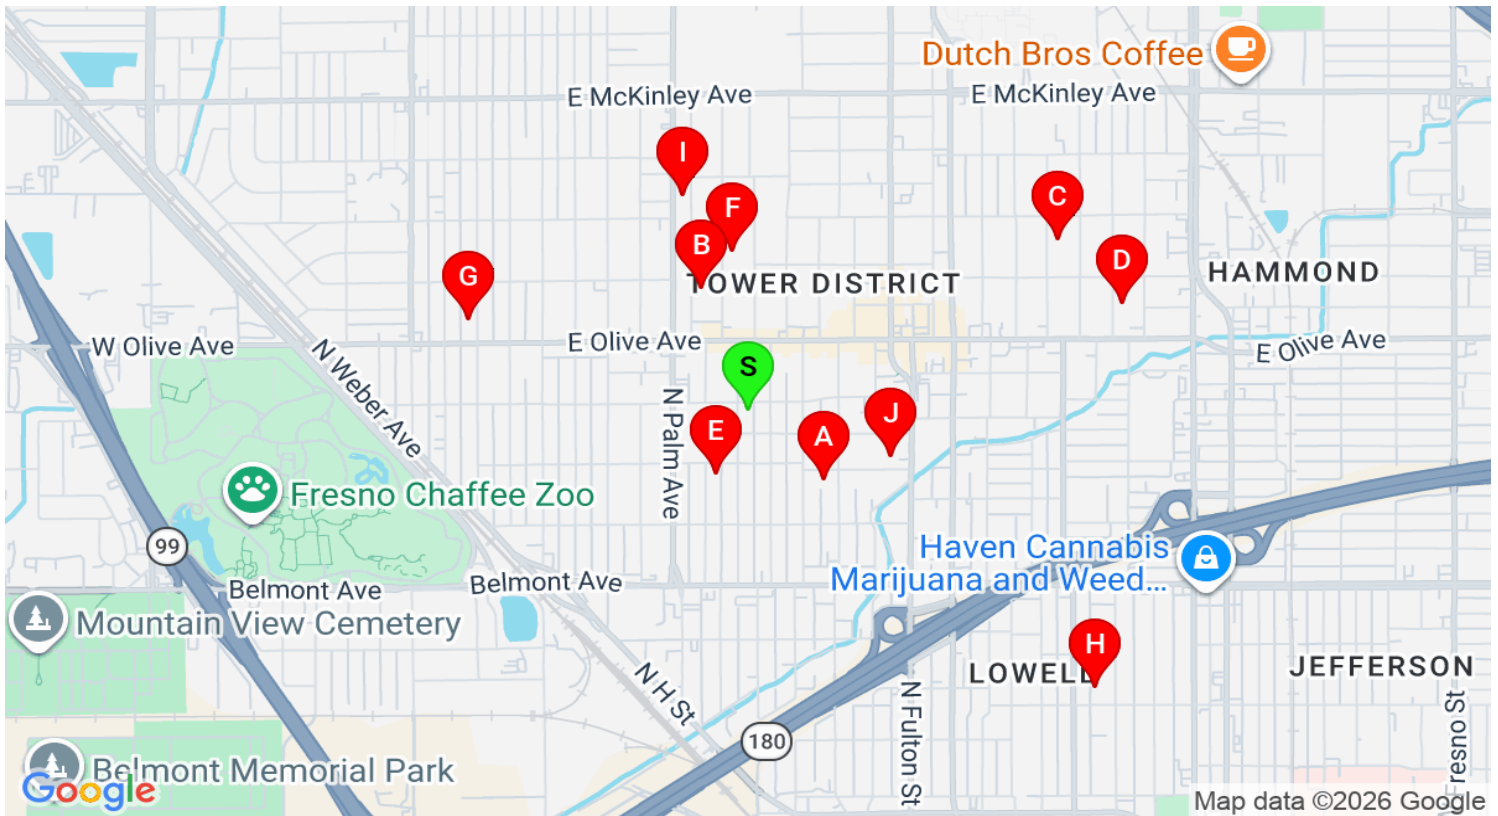 Dutch Bros Coffee
E McKinley Ave
E McKinley Ave
I
C
F
B
D
G
HAMMOND
TOWER DISTRICT
W Olive Ave
E Olive Ave
E Olive Ave
N Weber Ave
S
N Palm Ave
E
A
J
Fresno Chaffee Zoo
99
Haven Cannabis
Marijuana and Weed...
Belmont Ave
Belmont Ave
Mountain View Cemetery
H
LOWELL
JEFFERSON
N H St
N Fulton St
Fresno St
180
Belmont Memorial Park
Google
Map data ©2026 Google